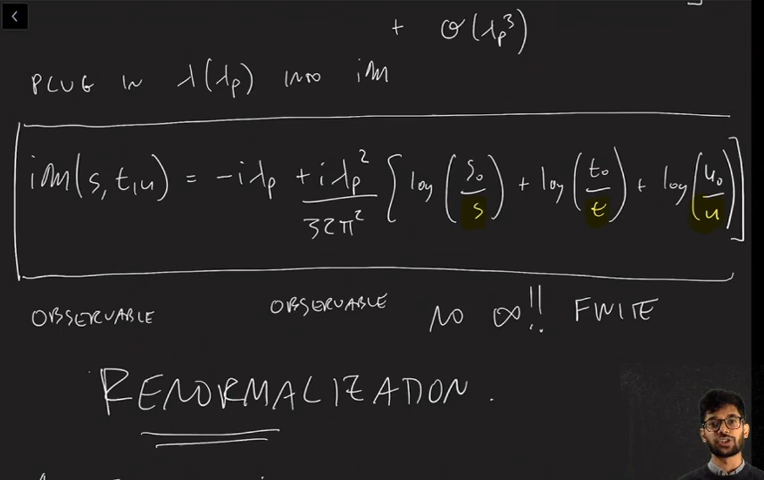 + O(λp³)
PLUG IN λ(λp) INTO iM
iM(s,t,u) = -iλp + iλp²/32π² [log(s₀/s) + log(t₀/t) + log(u₀/u)]
OBSERVABLE OBSERVABLE NO ∞!! FINITE
RENORMALIZATION.